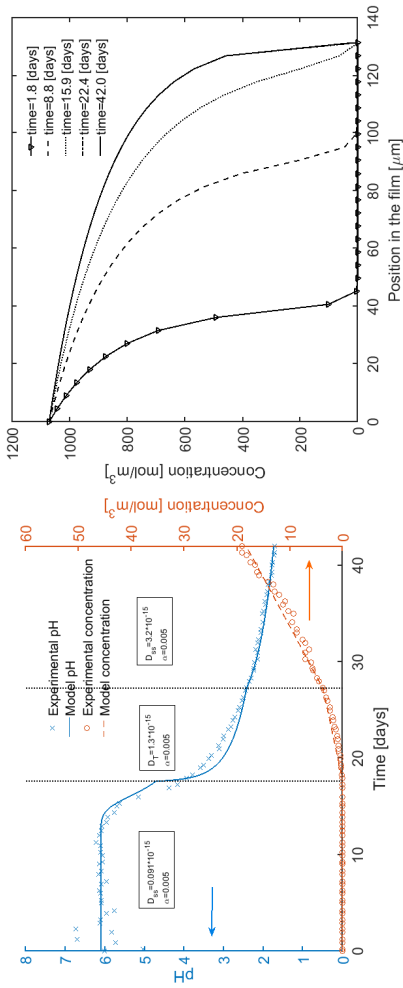 8
7
6
5
4
3
2
1
0
pH
60
50
40
30
20
10
0
Concentration [mol/m³]
0
10
20
30
40
Time [days]
Experimental pH
Model pH
Experimental concentration
Model concentration
D_ss=0.091*10^-15
α=0.005
D_T=1.3*10^-15
α=0.005
D_ss=3.2*10^-15
α=0.005
1200
1000
800
600
400
200
0
Concentration [mol/m³]
0
20
40
60
80
100
120
140
Position in the film [μm]
time=1.8 [days]
time=8.8 [days]
time=15.9 [days]
time=22.4 [days]
time=42.0 [days]